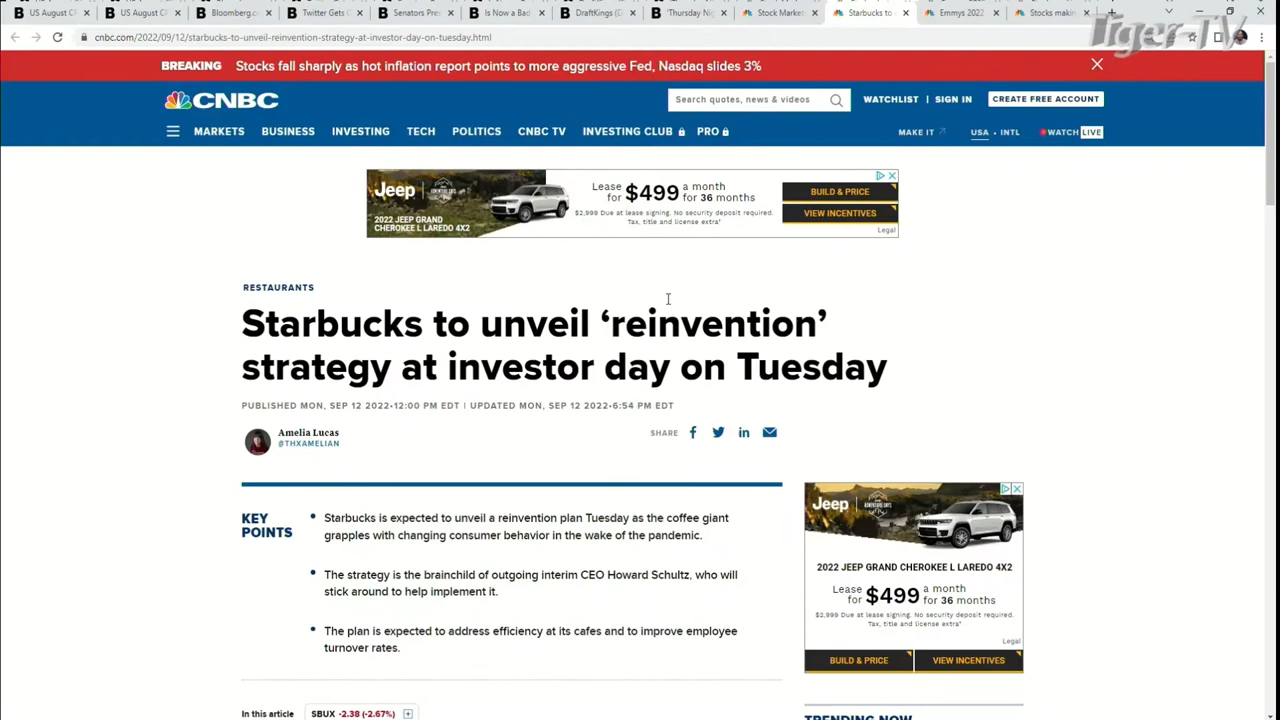 US August C
US August C
Bloomberg.c
Twitter Gets
Senators Pre
Is Now a Bad
DraftKings (D
'Thursday Ni
Stock Market
Starbucks to
Emmys 2022
Stocks makin
Tiger-TV
cnbc.com/2022/09/12/starbucks-to-unveil-reinvention-strategy-at-investor-day-on-tuesday.html
BREAKING Stocks fall sharply as hot inflation report points to more aggressive Fed, Nasdaq slides 3%
CNBC
Search quotes, news & videos
WATCHLIST | SIGN IN
CREATE FREE ACCOUNT
MARKETS BUSINESS INVESTING TECH POLITICS CNBC TV INVESTING CLUB PRO
MAKE IT USA • INTL WATCH LIVE
Jeep
2022 JEEP GRAND
CHEROKEE L LAREDO 4X2
Lease for $499 a month for 36 months
$2,999 Due at lease signing. No security deposit required.
Tax, title and license extra*
BUILD & PRICE
VIEW INCENTIVES
Legal
RESTAURANTS
Starbucks to unveil ‘reinvention’
strategy at investor day on Tuesday
PUBLISHED MON, SEP 12 2022•12:00 PM EDT | UPDATED MON, SEP 12 2022•6:54 PM EDT
Amelia Lucas
@THXAMELIAN
SHARE
KEY
POINTS
Starbucks is expected to unveil a reinvention plan Tuesday as the coffee giant
grapples with changing consumer behavior in the wake of the pandemic.
The strategy is the brainchild of outgoing interim CEO Howard Schultz, who will
stick around to help implement it.
The plan is expected to address efficiency at its cafes and to improve employee
turnover rates.
In this article SBUX -2.38 (-2.67%)
Jeep
2022 JEEP GRAND CHEROKEE L LAREDO 4X2
Lease for $499 a month for 36 months
$2,999 Due at lease signing. No security deposit required.
Tax, title and license extra*
Legal
BUILD & PRICE
VIEW INCENTIVES
TRENDING NOW